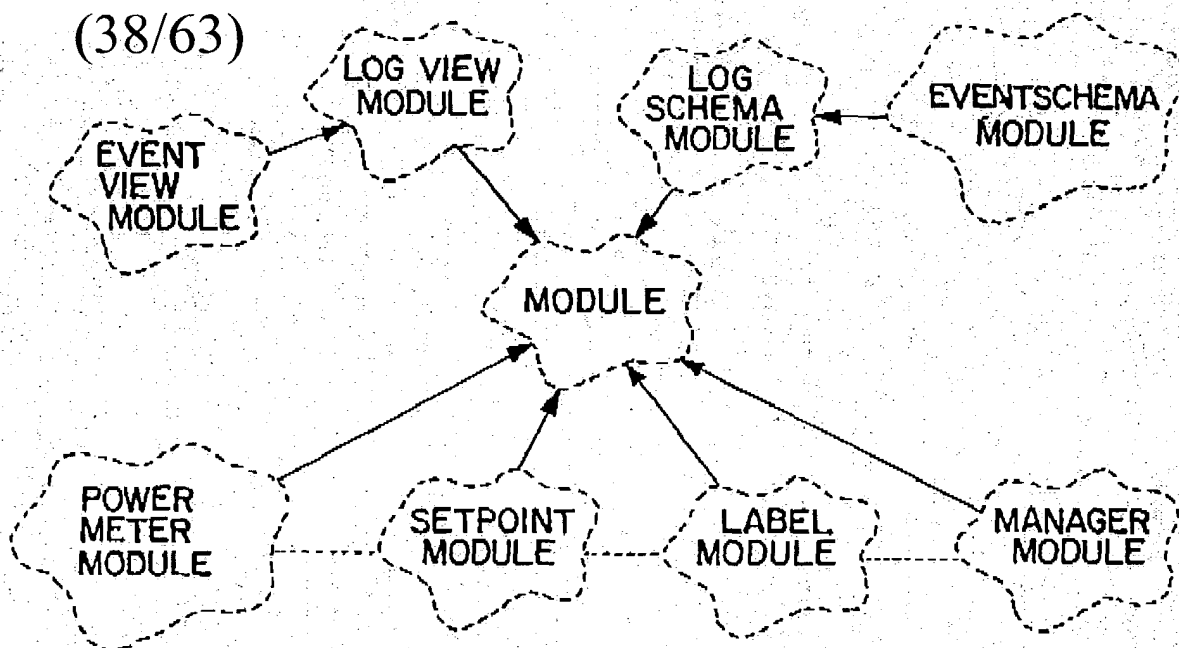 (38/63)
LOG VIEW
MODULE
LOG
SCHEMA
MODULE
EVENTSCHEMA
MODULE
EVENT
VIEW
MODULE
MODULE
POWER
METER
MODULE
SETPOINT
MODULE
LABEL
MODULE
MANAGER
MODULE